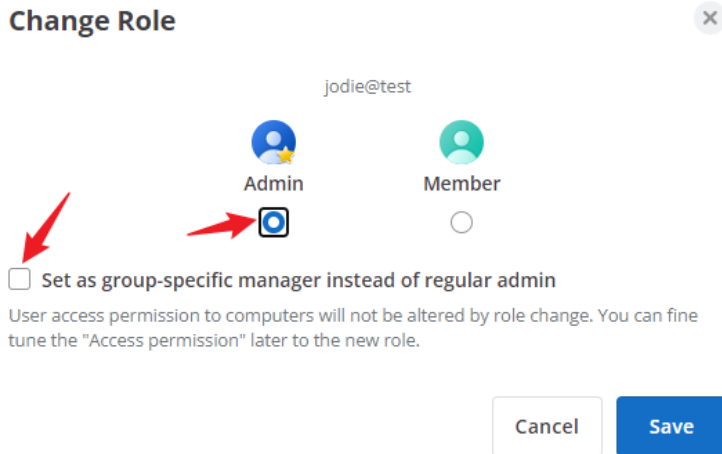 Change Role
jodie@test
Admin Member
Set as group-specific manager instead of regular admin
User access permission to computers will not be altered by role change. You can fine
tune the "Access permission" later to the new role.
Cancel Save